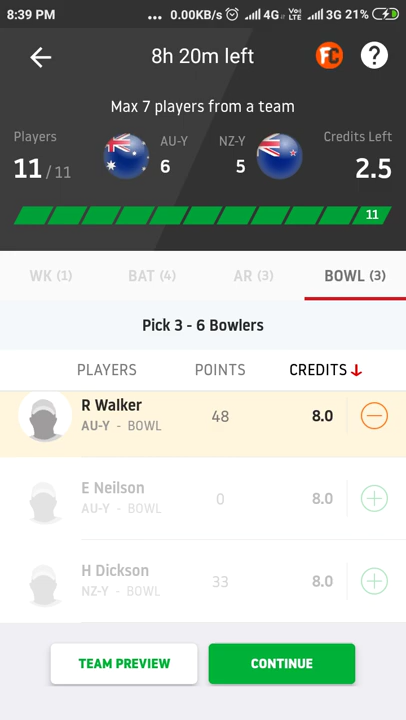 8:39 PM ... 0.00KB/s 4G VoLTE 3G 21%
8h 20m left FC ?
Max 7 players from a team
Players AU-Y NZ-Y Credits Left
11 / 11 6 5 2.5
11
WK (1) BAT (4) AR (3) BOWL (3)
Pick 3 - 6 Bowlers
PLAYERS POINTS CREDITS
R Walker 48 8.0
AU-Y - BOWL
E Neilson 0 8.0
AU-Y - BOWL
H Dickson 33 8.0
NZ-Y - BOWL
TEAM PREVIEW CONTINUE